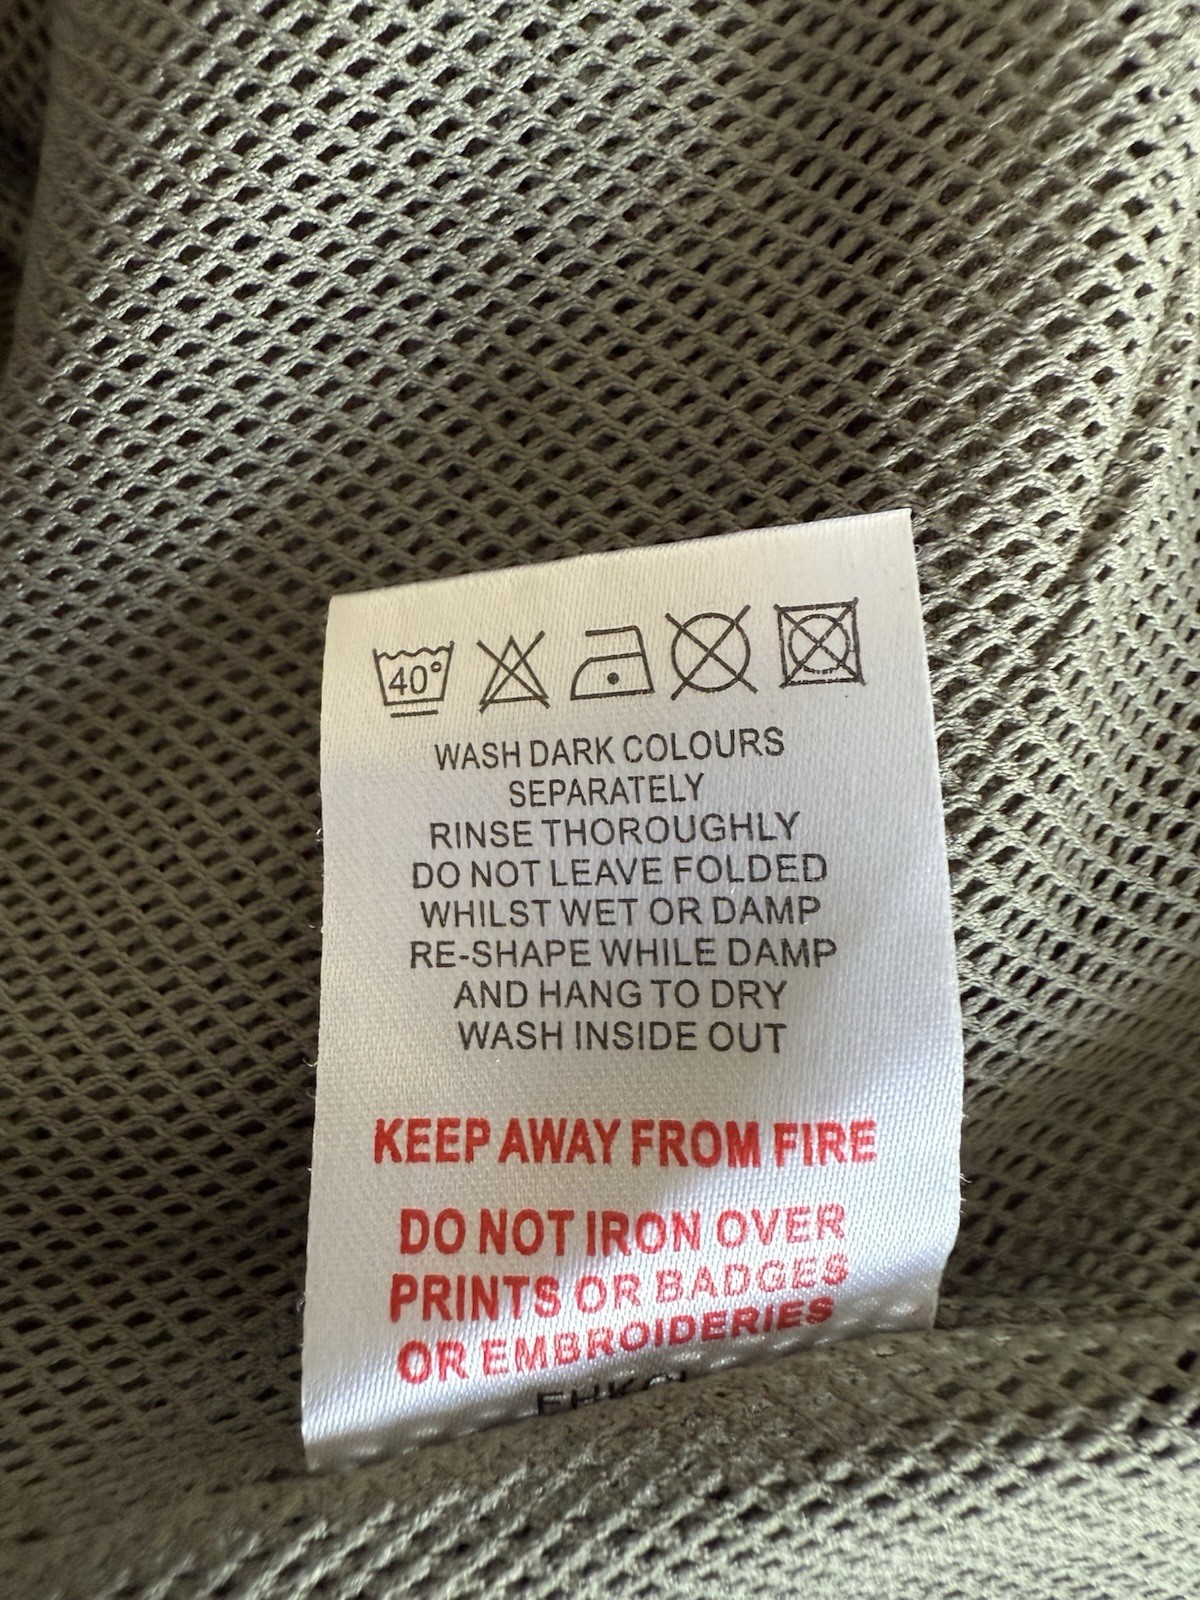 40°
WASH DARK COLOURS
SEPARATELY
RINSE THOROUGHLY
DO NOT LEAVE FOLDED
WHILST WET OR DAMP
RE-SHAPE WHILE DAMP
AND HANG TO DRY
WASH INSIDE OUT
KEEP AWAY FROM FIRE
DO NOT IRON OVER
PRINTS OR BADGES
OR EMBROIDERIES